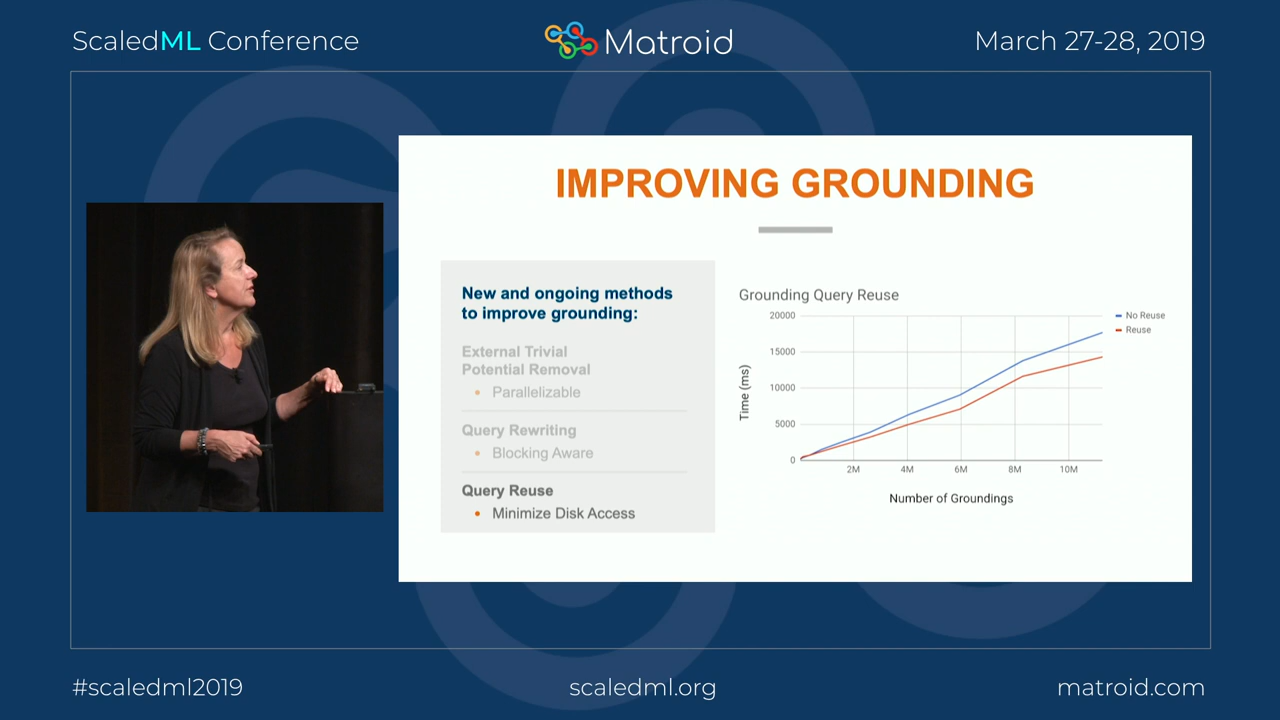 ScaledML Conference
Matroid
March 27-28, 2019
IMPROVING GROUNDING
New and ongoing methods
to improve grounding:
External Trivial
Potential Removal
• Parallelizable
Query Rewriting
• Blocking Aware
Query Reuse
• Minimize Disk Access
Grounding Query Reuse
20000
15000
10000
5000
0
Time (ms)
2M
4M
6M
8M
10M
Number of Groundings
No Reuse
Reuse
#scaledml2019
scaledml.org
matroid.com